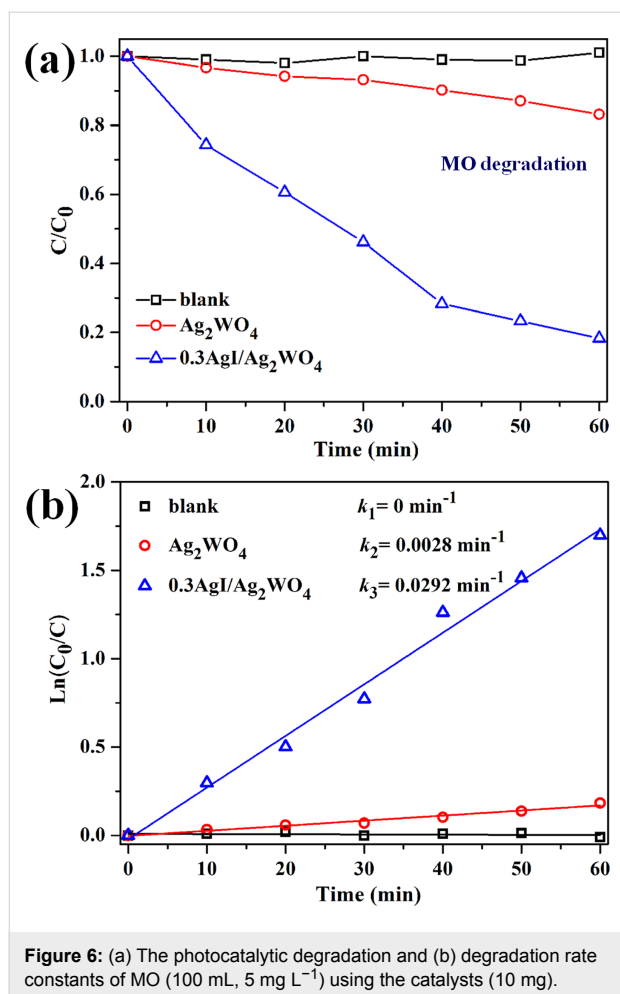 (a)
1.0
0.8
0.6
0.4
0.2
0.0
C/C₀
MO degradation
blank
Ag₂WO₄
0.3AgI/Ag₂WO₄
0 10 20 30 40 50 60
Time (min)
(b)
2.0
1.5
1.0
0.5
0.0
Ln(C₀/C)
blank k₁= 0 min⁻¹
Ag₂WO₄ k₂= 0.0028 min⁻¹
0.3AgI/Ag₂WO₄ k₃= 0.0292 min⁻¹
0 10 20 30 40 50 60
Time (min)
Figure 6: (a) The photocatalytic degradation and (b) degradation rate
constants of MO (100 mL, 5 mg L⁻¹) using the catalysts (10 mg).